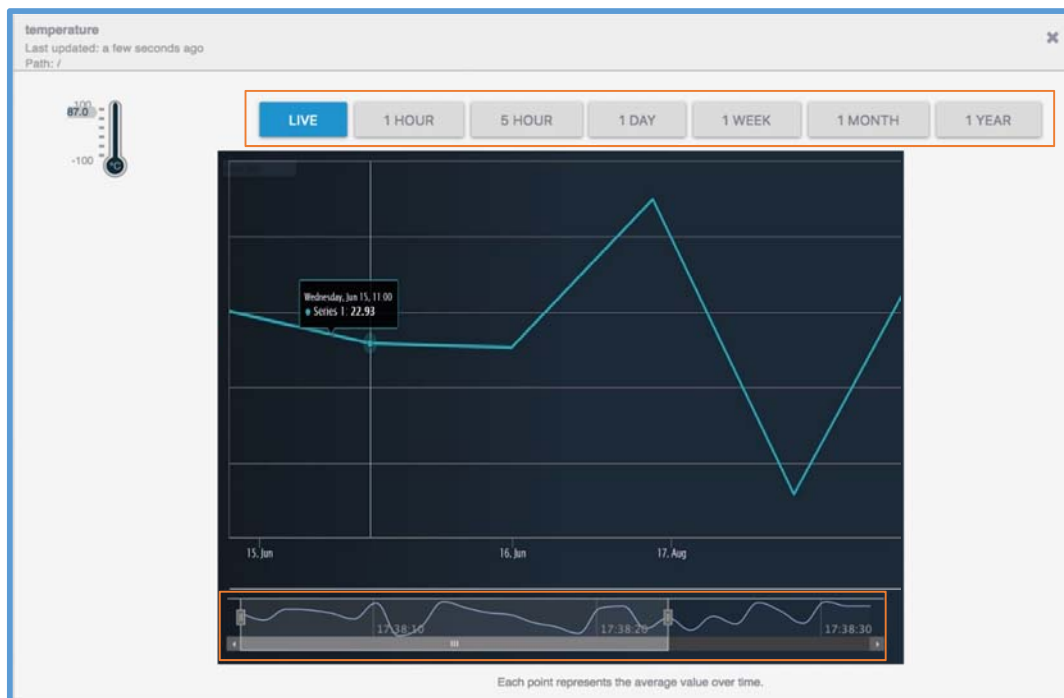 temperature
Last updated: a few seconds ago
Path: /
100
87.0
-100
°C
LIVE
1 HOUR
5 HOUR
1 DAY
1 WEEK
1 MONTH
1 YEAR
Wednesday, Jun 15, 11:00
Series 1: 22.93
15. Jun
16. Jun
17. Aug
17:38:10
17:38:20
17:38:30
Each point represents the average value over time.